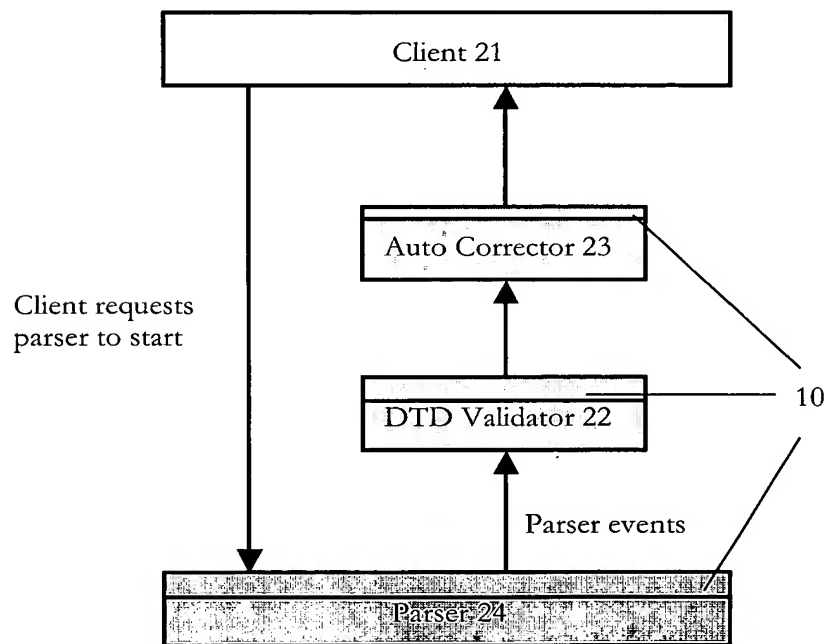 Client 21
Auto Corrector 23
Client requests
parser to start
10
DTD Validator 22
Parser events
Parser 24